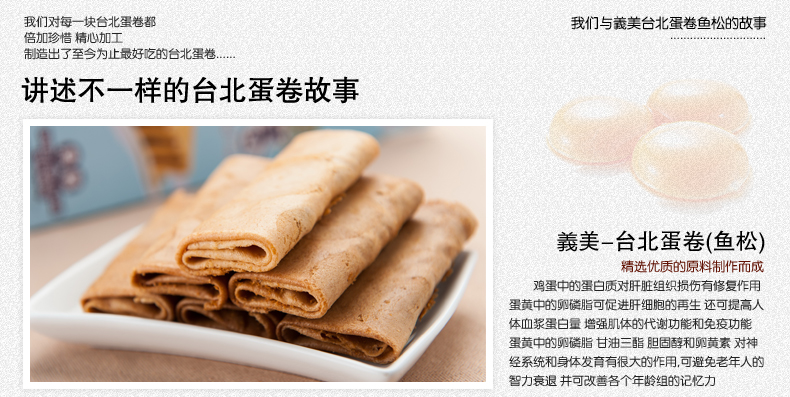 我们对每一块台北蛋卷都
倍加珍惜 精心加工
制造出了至今为止最好吃的台北蛋卷......
我们与義美台北蛋卷鱼松的故事
讲述不一样的台北蛋卷故事
義美-台北蛋卷(鱼松)
精选优质的原料制作而成
鸡蛋中的蛋白质对肝脏组织损伤有修复作用
蛋黄中的卵磷脂可促进肝细胞的再生 还可提高人
体血浆蛋白量 增强肌体的代谢功能和免疫功能
蛋黄中的卵磷脂 甘油三酯 胆固醇和卵黄素 对神
经系统和身体发育有很大的作用,可避免老年人的
智力衰退 并可改善各个年龄组的记忆力